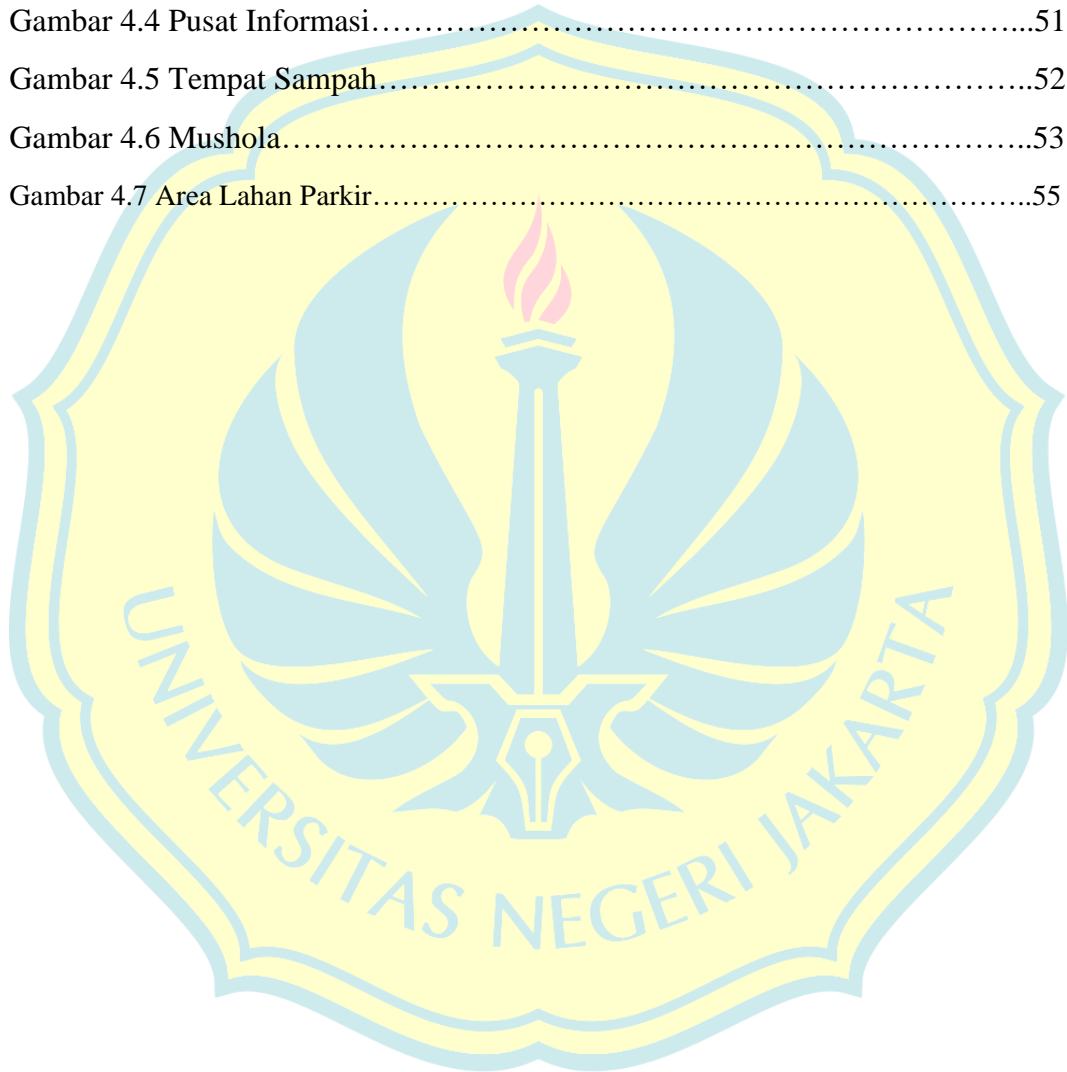 Gambar 4.4 Pusat Informasi…………………………………………………………...51
Gambar 4.5 Tempat Sampah………………………………………………………..52
Gambar 4.6 Mushola………………………………………………………………..53
Gambar 4.7 Area Lahan Parkir……………………………………………………..55
UNIVERSITAS NEGERI JAKARTA